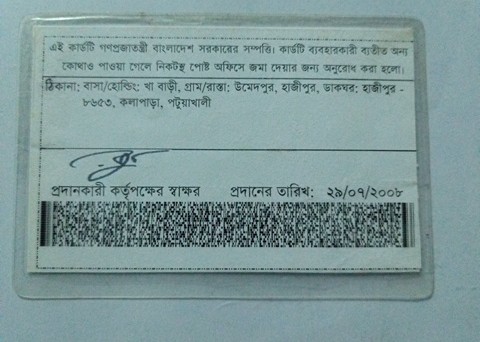 এই কার্ডটি গণপ্রজাতন্ত্রী বাংলাদেশ সরকারের সম্পত্তি। কার্ডটি ব্যবহারকারী ব্যতীত অন্য
কোথাও পাওয়া গেলে নিকটস্থ পোষ্ট অফিসে জমা দেয়ার জন্য অনুরোধ করা হলো।
ঠিকানা: বাসা/হোল্ডিং: খা বাড়ী, গ্রাম/রাস্তা: উমেদপুর, হাজীপুর, ডাকঘর: হাজীপুর -
৮৬৫৩, কলাপাড়া, পটুয়াখালী
প্রদানকারী কর্তৃপক্ষের স্বাক্ষর প্রদানের তারিখ: ২৯/০৭/২০০৮